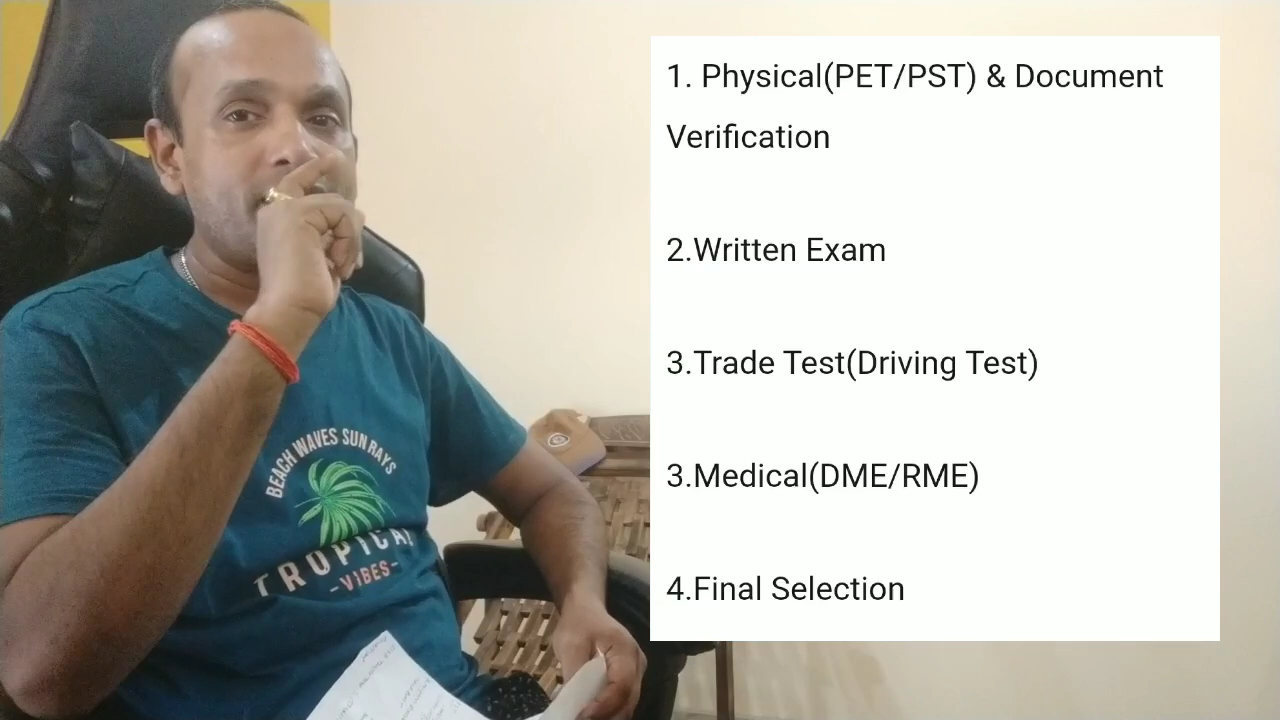 1. Physical(PET/PST) & Document
Verification
2.Written Exam
3.Trade Test(Driving Test)
3.Medical(DME/RME)
4.Final Selection
BEACH WAVES SUN RAYS
TROPICAL
-VIBES-